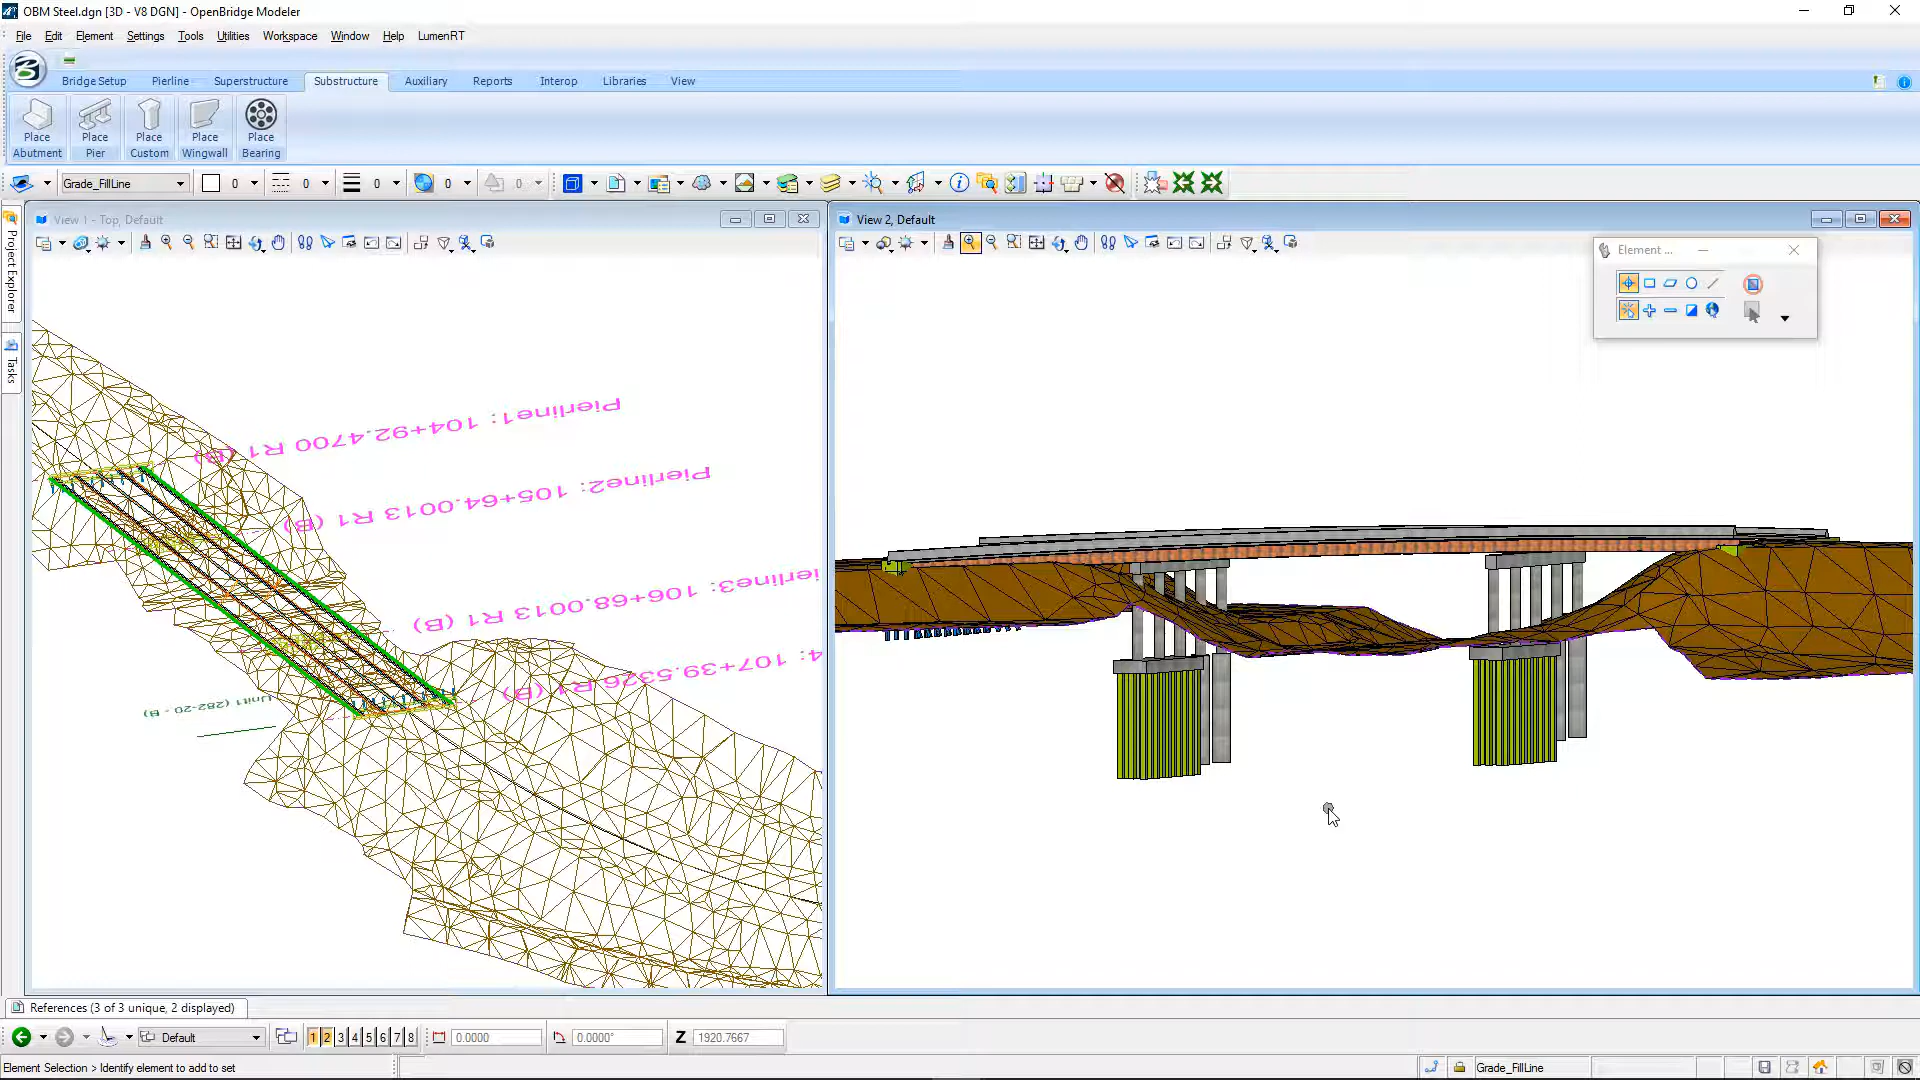 OBM Steel.dgn [3D - V8 DGN] - OpenBridge Modeler
File Edit Element Settings Tools Utilities Workspace Window Help LumenRT
Bridge Setup Pierline Superstructure Substructure Auxiliary Reports Interop Libraries View
Place Abutment
Place Pier
Place Custom
Place Wingwall
Place Bearing
Grade_FillLine 0 0 0 0 0
Project Explorer
Tasks
View 1 - Top, Default
Pierline1: 104+92.4700 R1 (B)
Pierline2: 105+64.0013 R1 (B)
ierline3: 106+68.0013 R1 (B)
4: 107+39.5326 R1 (B)
Unit1 (282-20 - B)
View 2, Default
Element ...
References (3 of 3 unique, 2 displayed)
Default 1 2 3 4 5 6 7 8 0.0000 0.0000° Z 1920.7667
Element Selection > Identify element to add to set
Grade_FillLine